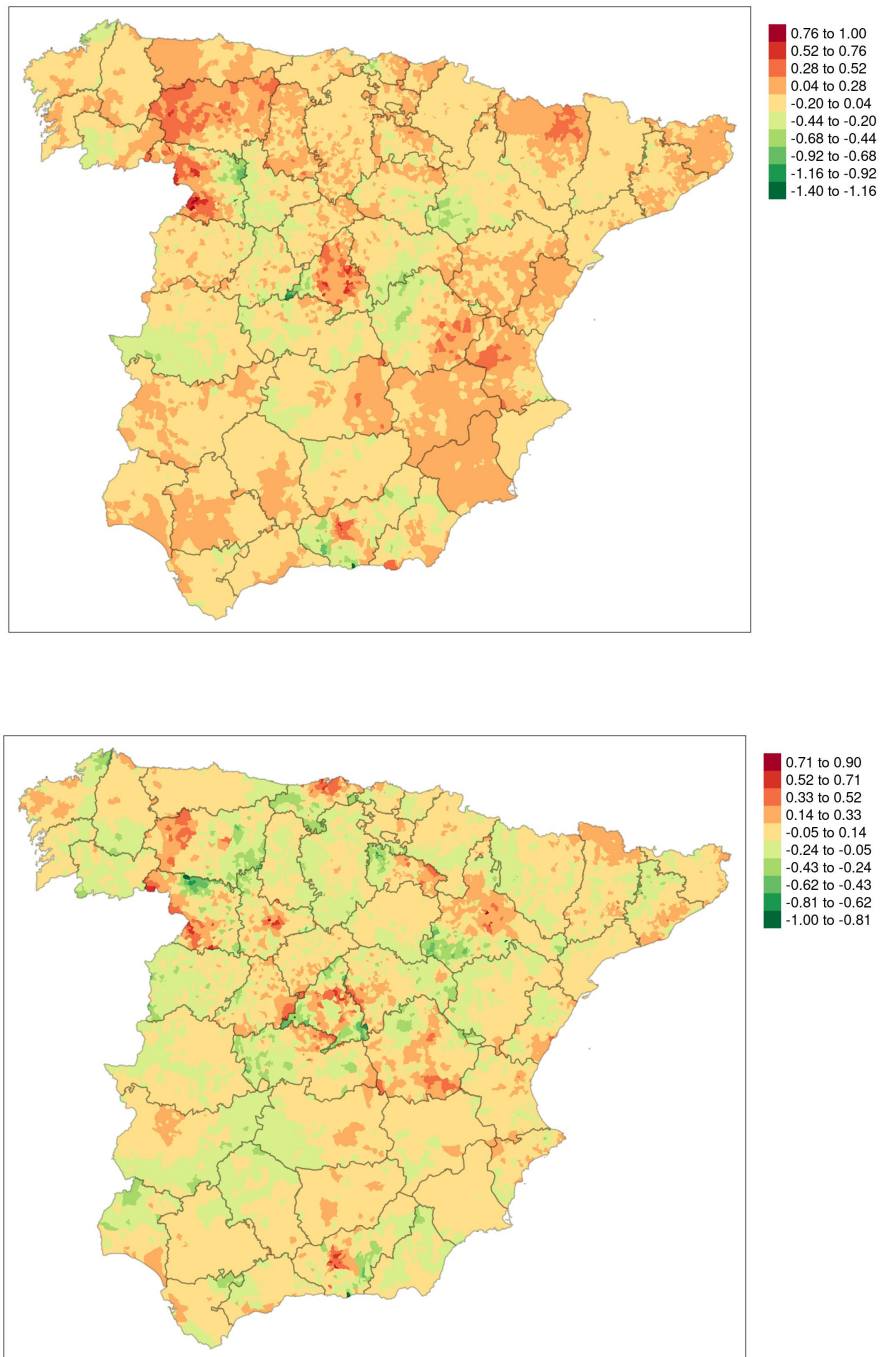 0.76 to 1.00
0.52 to 0.76
0.28 to 0.52
0.04 to 0.28
-0.20 to 0.04
-0.44 to -0.20
-0.68 to -0.44
-0.92 to -0.68
-1.16 to -0.92
-1.40 to -1.16
0.71 to 0.90
0.52 to 0.71
0.33 to 0.52
0.14 to 0.33
-0.05 to 0.14
-0.24 to -0.05
-0.43 to -0.24
-0.62 to -0.43
-0.81 to -0.62
-1.00 to -0.81